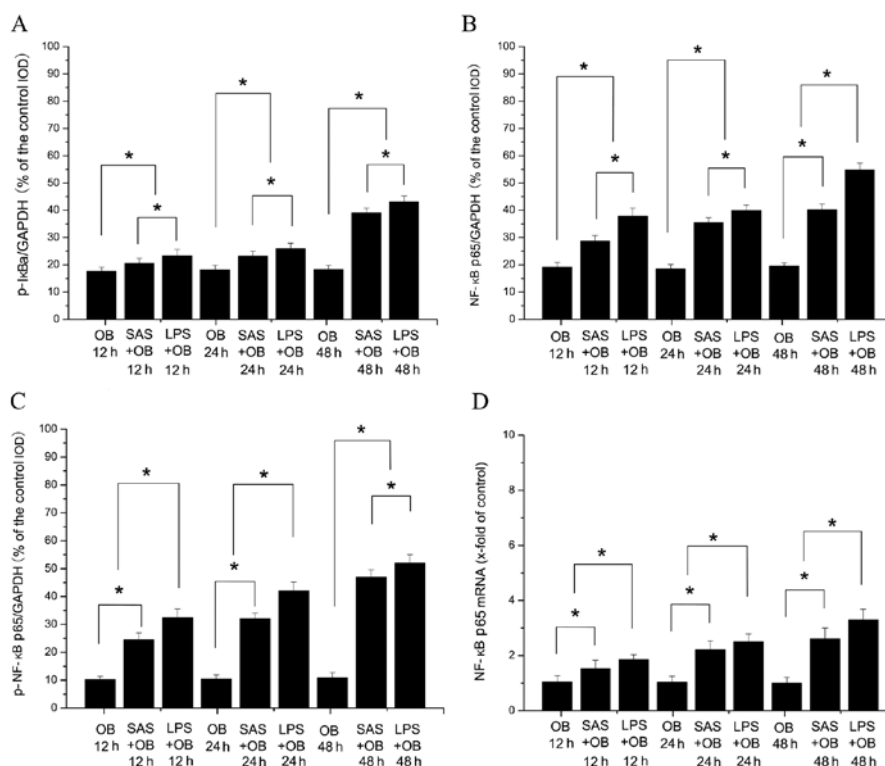 A
p-IκBa/GAPDH (% of the control IOD)
100
90
80
70
60
50
40
30
20
10
0
* * * * * *
OB SAS LPS OB SAS LPS OB SAS LPS
12 h +OB +OB 24 h +OB +OB 48 h +OB +OB
12 h 12 h 24 h 24 h 48 h 48 h
B
NF-κB p65/GAPDH (% of the control IOD)
100
90
80
70
60
50
40
30
20
10
0
* * * * * *
OB SAS LPS OB SAS LPS OB SAS LPS
12 h +OB +OB 24 h +OB +OB 48 h +OB +OB
12 h 12 h 24 h 24 h 48 h 48 h
C
p-NF-κB p65/GAPDH (% of the control IOD)
100
90
80
70
60
50
40
30
20
10
0
* * * * * *
OB SAS LPS OB SAS LPS OB SAS LPS
12 h +OB +OB 24 h +OB +OB 48 h +OB +OB
12 h 12 h 24 h 24 h 48 h 48 h
D
NF-κB p65 mRNA (x-fold of control)
10
8
6
4
2
0
* * * * * *
OB SAS LPS OB SAS LPS OB SAS LPS
12 h +OB +OB 24 h +OB +OB 48 h +OB +OB
12 h 12 h 24 h 24 h 48 h 48 h